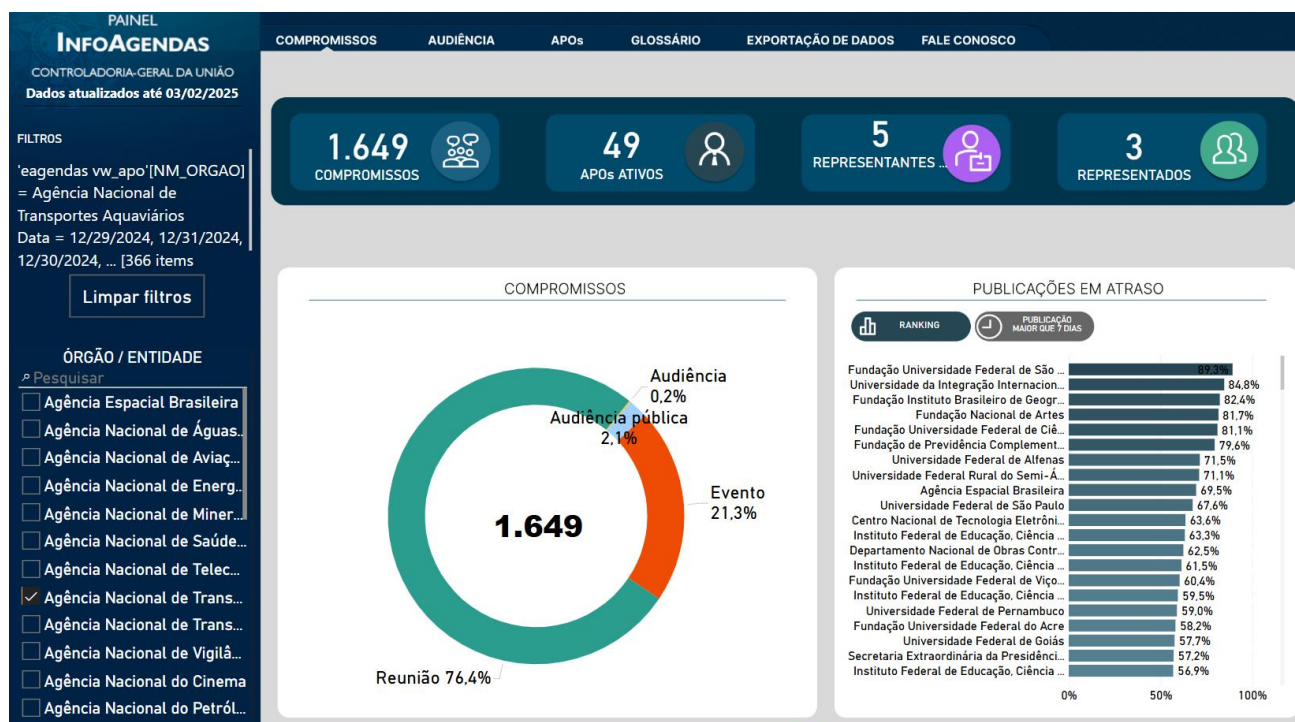 PAINEL
INFOAGENDAS
CONTROLADORIA-GERAL DA UNIÃO
Dados atualizados até 03/02/2025
FILTROS
'eagendas vw_apo'[NM_ORGAO]
= Agência Nacional de
Transportes Aquaviários
Data = 12/29/2024, 12/31/2024,
12/30/2024, ... [366 items
Limpar filtros
ÓRGÃO / ENTIDADE
Pesquisar
Agência Espacial Brasileira
Agência Nacional de Águas...
Agência Nacional de Aviaç...
Agência Nacional de Energ...
Agência Nacional de Miner...
Agência Nacional de Saúde...
Agência Nacional de Telec...
Agência Nacional de Trans...
Agência Nacional de Trans...
Agência Nacional de Vigilâ...
Agência Nacional do Cinema
Agência Nacional do Petról...
COMPROMISSOS AUDIÊNCIA APOs GLOSSÁRIO EXPORTAÇÃO DE DADOS FALE CONOSCO
1.649
COMPROMISSOS
49
APOs ATIVOS
5
REPRESENTANTES ...
3
REPRESENTADOS
COMPROMISSOS
Audiência
0,2%
Audiência pública
2,1%
Evento
21,3%
1.649
Reunião 76,4%
PUBLICAÇÕES EM ATRASO
RANKING
PUBLICAÇÃO
MAIOR QUE 7 DIAS
Fundação Universidade Federal de São ... 89,3%
Universidade da Integração Internacion... 84,8%
Fundação Instituto Brasileiro de Geogr... 82,4%
Fundação Nacional de Artes 81,7%
Fundação Universidade Federal de Ciê... 81,1%
Fundação de Previdência Complement... 79,6%
Universidade Federal de Alfenas 71,5%
Universidade Federal Rural do Semi-Á... 71,1%
Agência Espacial Brasileira 69,5%
Universidade Federal de São Paulo 67,6%
Centro Nacional de Tecnologia Eletrôni... 63,6%
Instituto Federal de Educação, Ciência ... 63,3%
Departamento Nacional de Obras Contr... 62,5%
Instituto Federal de Educação, Ciência ... 61,5%
Fundação Universidade Federal de Viço... 60,4%
Instituto Federal de Educação, Ciência ... 59,5%
Universidade Federal de Pernambuco 59,0%
Fundação Universidade Federal do Acre 58,2%
Universidade Federal de Goiás 57,7%
Secretaria Extraordinária da Presidênci... 57,2%
Instituto Federal de Educação, Ciência ... 56,9%
0% 50% 100%